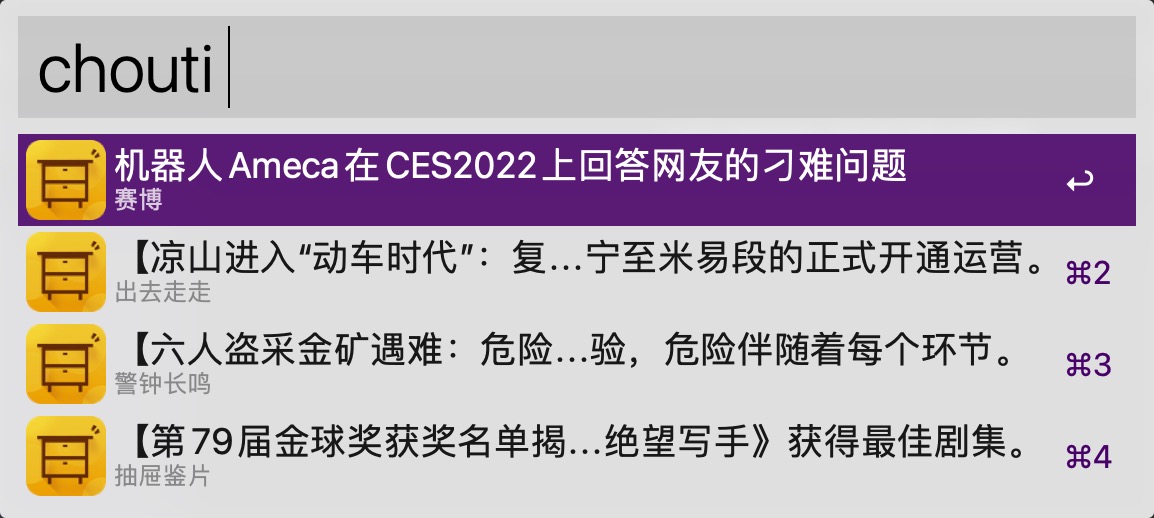 chouti
机器人Ameca在CES2022上回答网友的刁难问题
赛博
【凉山进入“动车时代”：复…宁至米易段的正式开通运营。
⌘2
出去走走
【六人盗采金矿遇难：危险…验，危险伴随着每个环节。
⌘3
警钟长鸣
【第79届金球奖获奖名单揭…绝望写手》获得最佳剧集。
⌘4
抽屉鉴片